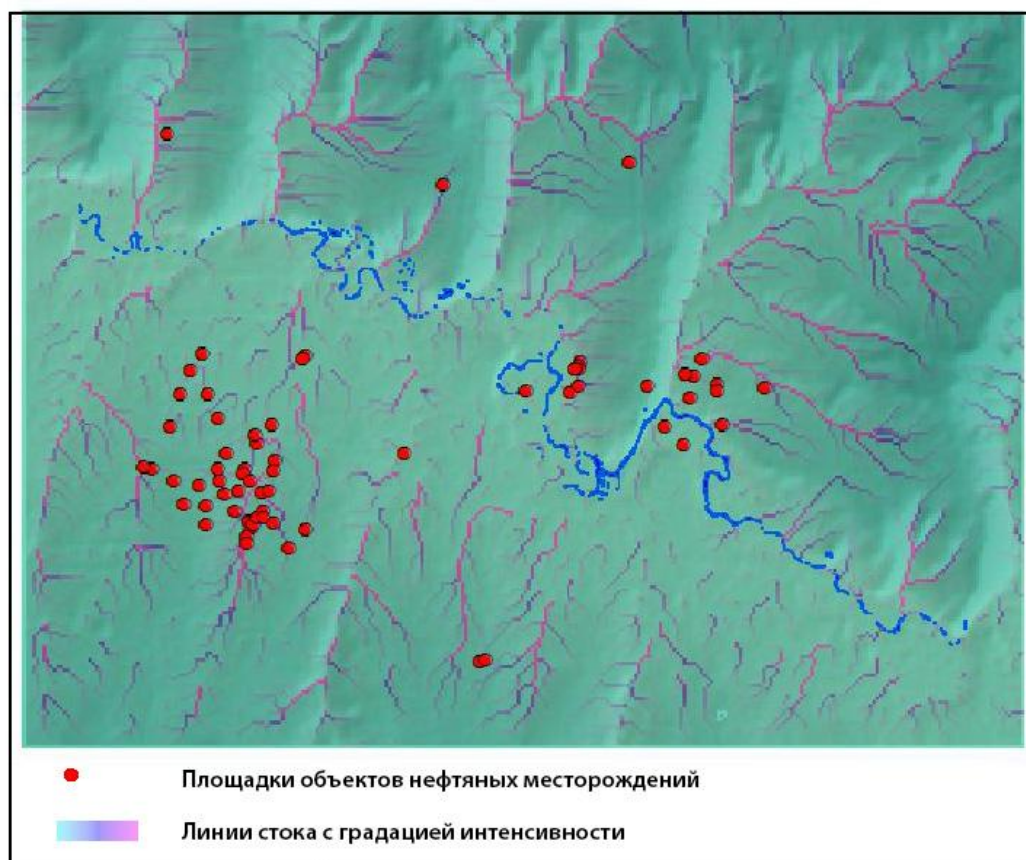 Площадки объектов нефтяных месторождений
Линии стока с градацией интенсивности